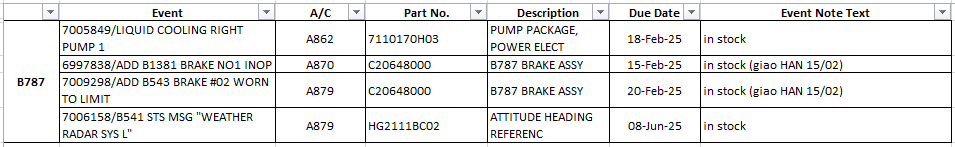 Event A/C Part No. Description Due Date Event Note Text
B787
7005849/LIQUID COOLING RIGHT
PUMP 1
A862
7110170H03
PUMP PACKAGE,
POWER ELECT
18-Feb-25
in stock
6997838/ADD B1381 BRAKE NO1 INOP
A870
C20648000
B787 BRAKE ASSY
15-Feb-25
in stock (giao HAN 15/02)
7009298/ADD B543 BRAKE #02 WORN
TO LIMIT
A879
C20648000
B787 BRAKE ASSY
20-Feb-25
in stock (giao HAN 15/02)
7006158/B541 STS MSG "WEATHER
RADAR SYS L"
A879
HG2111BC02
ATTITUDE HEADING
REFERENC
08-Jun-25
in stock